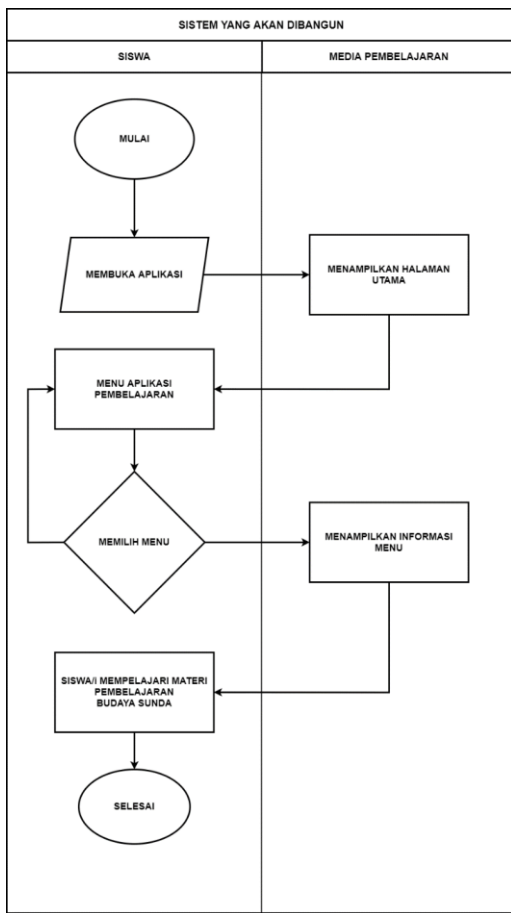 SISTEM YANG AKAN DIBANGUN
SISWA
MEDIA PEMBELAJARAN
MULAI
MEMBUKA APLIKASI
MENAMPILKAN HALAMAN
UTAMA
MENU APLIKASI
PEMBELAJARAN
MEMILIH MENU
MENAMPILKAN INFORMASI
MENU
SISWA/I MEMPELAJARI MATERI
PEMBELAJARAN
BUDAYA SUNDA
SELESAI